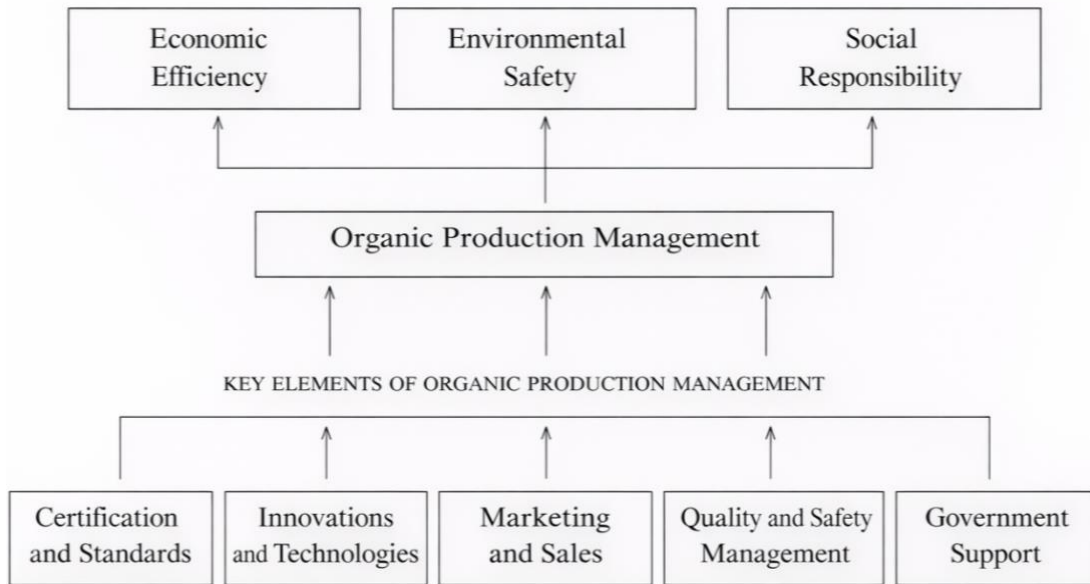 Economic
Efficiency
Environmental
Safety
Social
Responsibility
Organic Production Management
KEY ELEMENTS OF ORGANIC PRODUCTION MANAGEMENT
Certification
and Standards
Innovations
and Technologies
Marketing
and Sales
Quality and Safety
Management
Government
Support